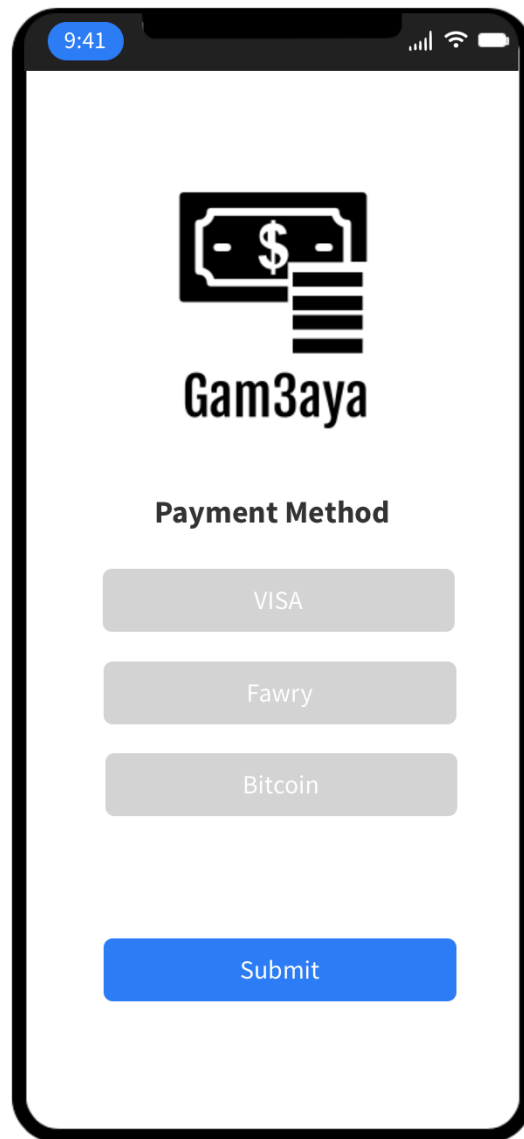 9:41
$
Gam3aya
Payment Method
VISA
Fawry
Bitcoin
Submit